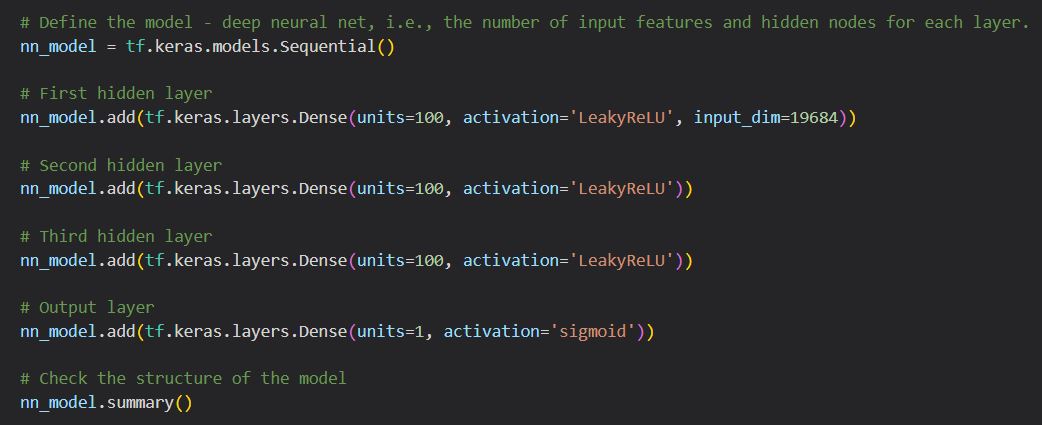 # Define the model - deep neural net, i.e., the number of input features and hidden nodes for each layer.
nn_model = tf.keras.models.Sequential()
# First hidden layer
nn_model.add(tf.keras.layers.Dense(units=100, activation='LeakyReLU', input_dim=19684))
# Second hidden layer
nn_model.add(tf.keras.layers.Dense(units=100, activation='LeakyReLU'))
# Third hidden layer
nn_model.add(tf.keras.layers.Dense(units=100, activation='LeakyReLU'))
# Output layer
nn_model.add(tf.keras.layers.Dense(units=1, activation='sigmoid'))
# Check the structure of the model
nn_model.summary()